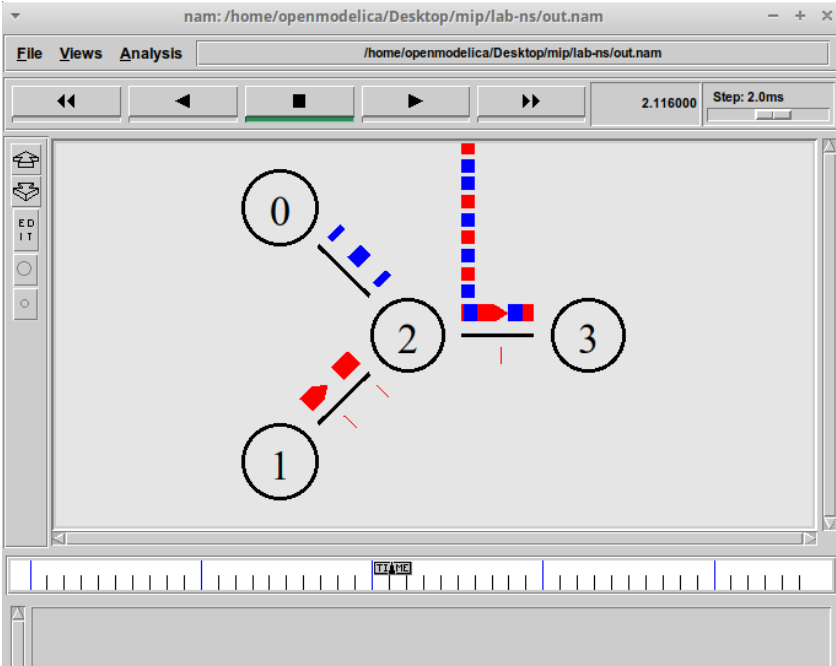 nam: /home/openmodelica/Desktop/mip/lab-ns/out.nam
File Views Analysis /home/openmodelica/Desktop/mip/lab-ns/out.nam
2.116000 Step: 2.0ms
E D
I T
0
2 3
1
TIME